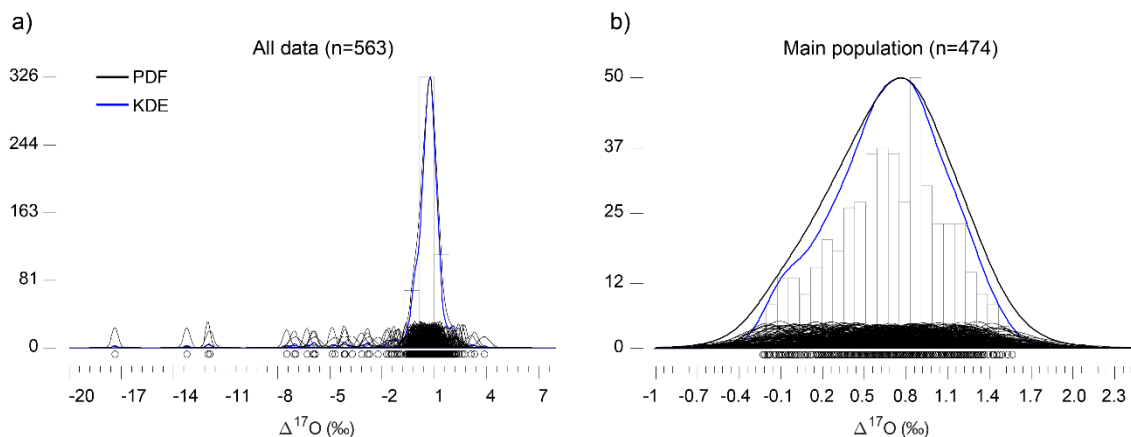 a)
All data (n=563)
PDF
KDE
326
244
163
81
0
-20 -17 -14 -11 -8 -5 -2 1 4 7
Δ¹⁷O (‰)
b)
Main population (n=474)
50
37
25
12
0
-1 -0.7 -0.4 -0.1 0.2 0.5 0.8 1.1 1.4 1.7 2.0 2.3
Δ¹⁷O (‰)